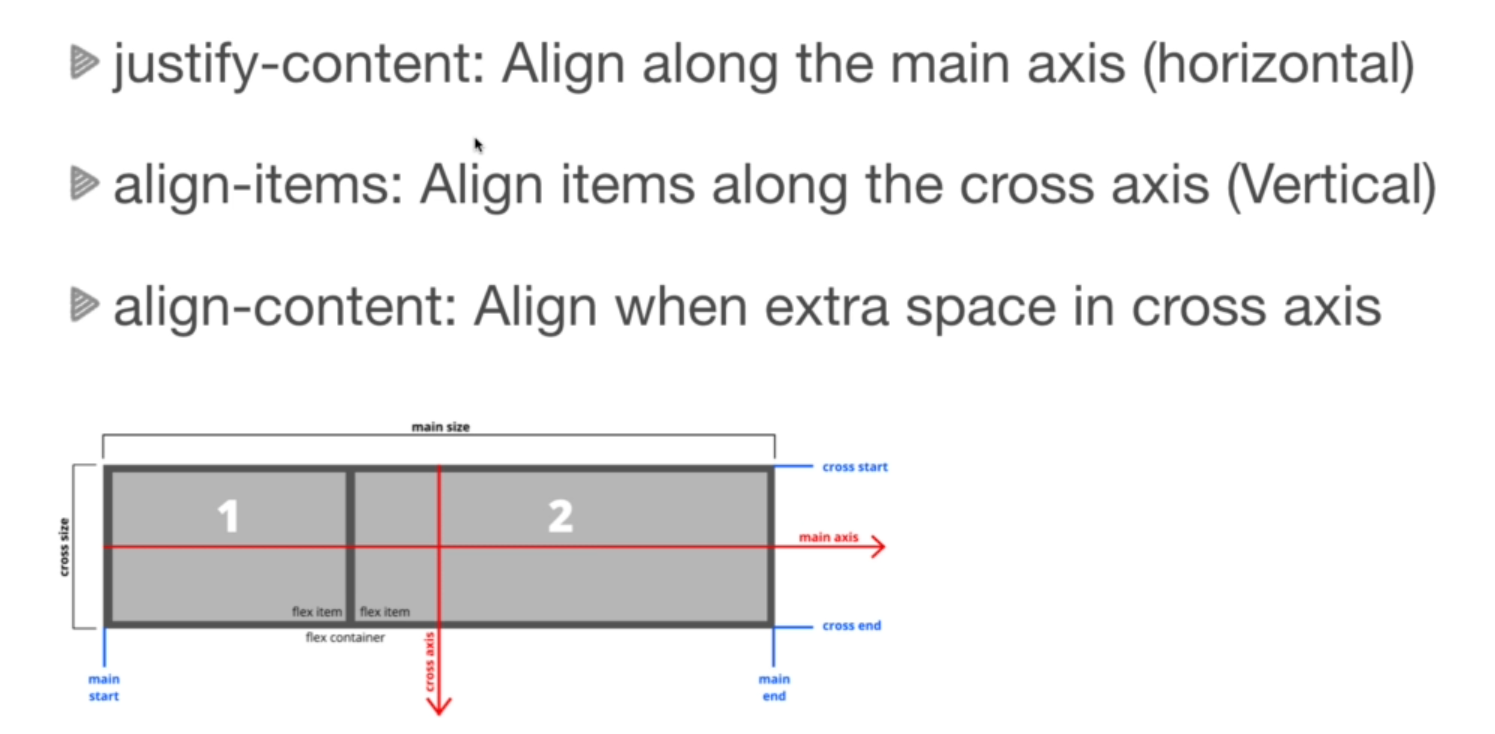 justify-content: Align along the main axis (horizontal)
align-items: Align items along the cross axis (Vertical)
align-content: Align when extra space in cross axis
main size
cross start
cross size
1
2
main axis
flex item
flex item
cross end
flex container
cross axis
main
start
main
end